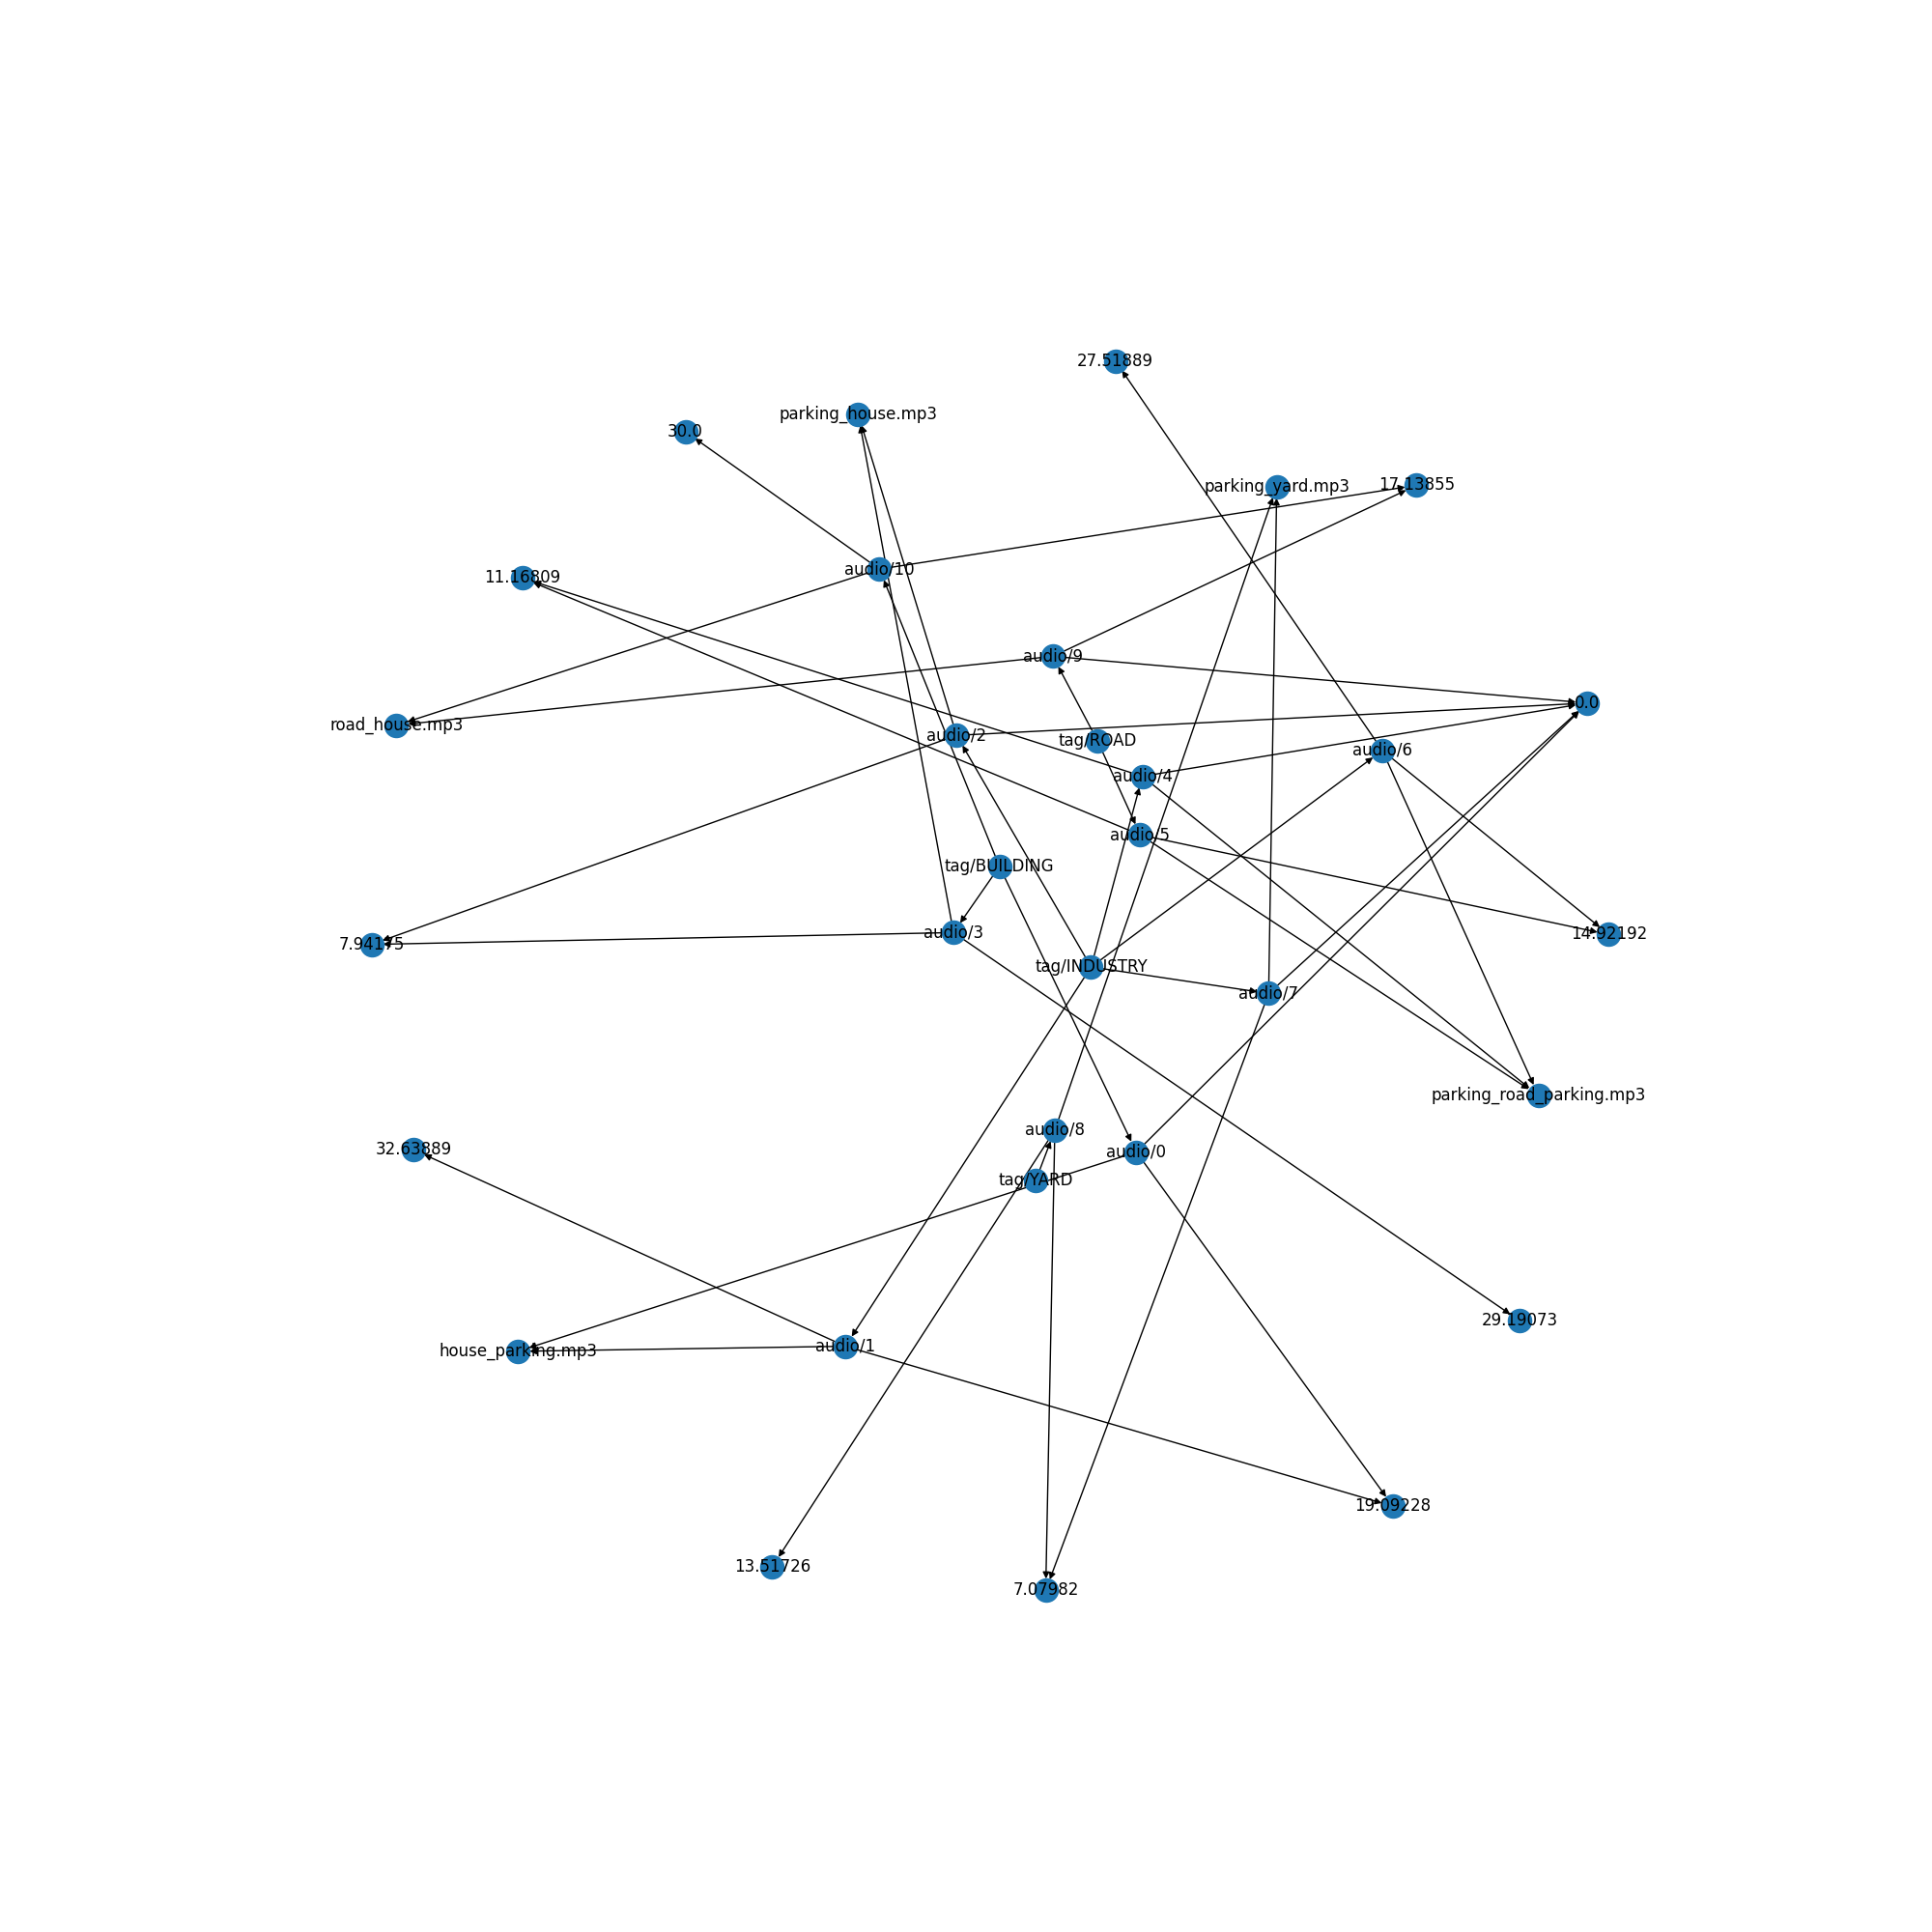 27.51889
parking_house.mp3
30.0
parking_yard.mp3
17.13855
audio/10
11.16809
audio/9
0.0
road_house.mp3
audio/2
tag/ROAD
audio/6
audio/4
audio/5
tag/BUILDING
audio/3
14.92192
7.94175
tag/INDUSTRY
audio/7
parking_road_parking.mp3
audio/8
32.63889
audio/0
tag/YARD
29.19073
audio/1
house_parking.mp3
19.09228
13.51726
7.07982